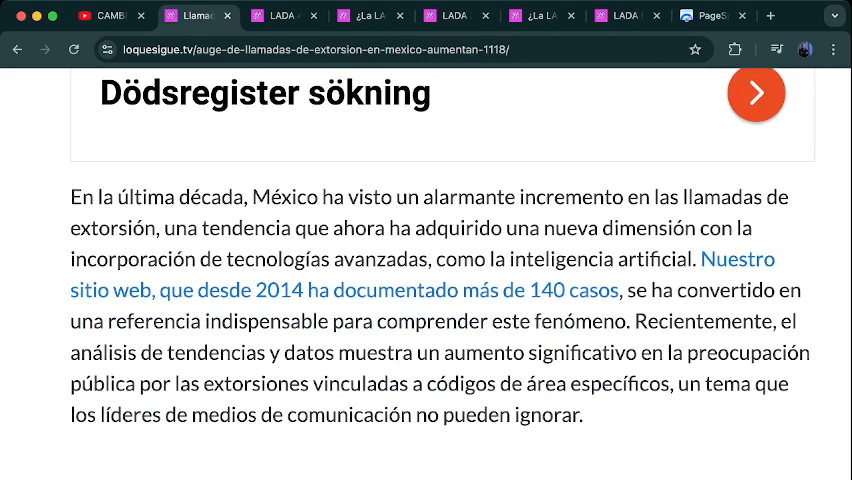 CAMBI
Llamad
LADA
¿La LA
LADA
¿La LA
LADA
PageSp
loquesigue.tv/auge-de-llamadas-de-extorsion-en-mexico-aumentan-1118/
Dödsregister sökning
En la última década, México ha visto un alarmante incremento en las llamadas de
extorsión, una tendencia que ahora ha adquirido una nueva dimensión con la
incorporación de tecnologías avanzadas, como la inteligencia artificial. Nuestro
sitio web, que desde 2014 ha documentado más de 140 casos, se ha convertido en
una referencia indispensable para comprender este fenómeno. Recientemente, el
análisis de tendencias y datos muestra un aumento significativo en la preocupación
pública por las extorsiones vinculadas a códigos de área específicos, un tema que
los líderes de medios de comunicación no pueden ignorar.